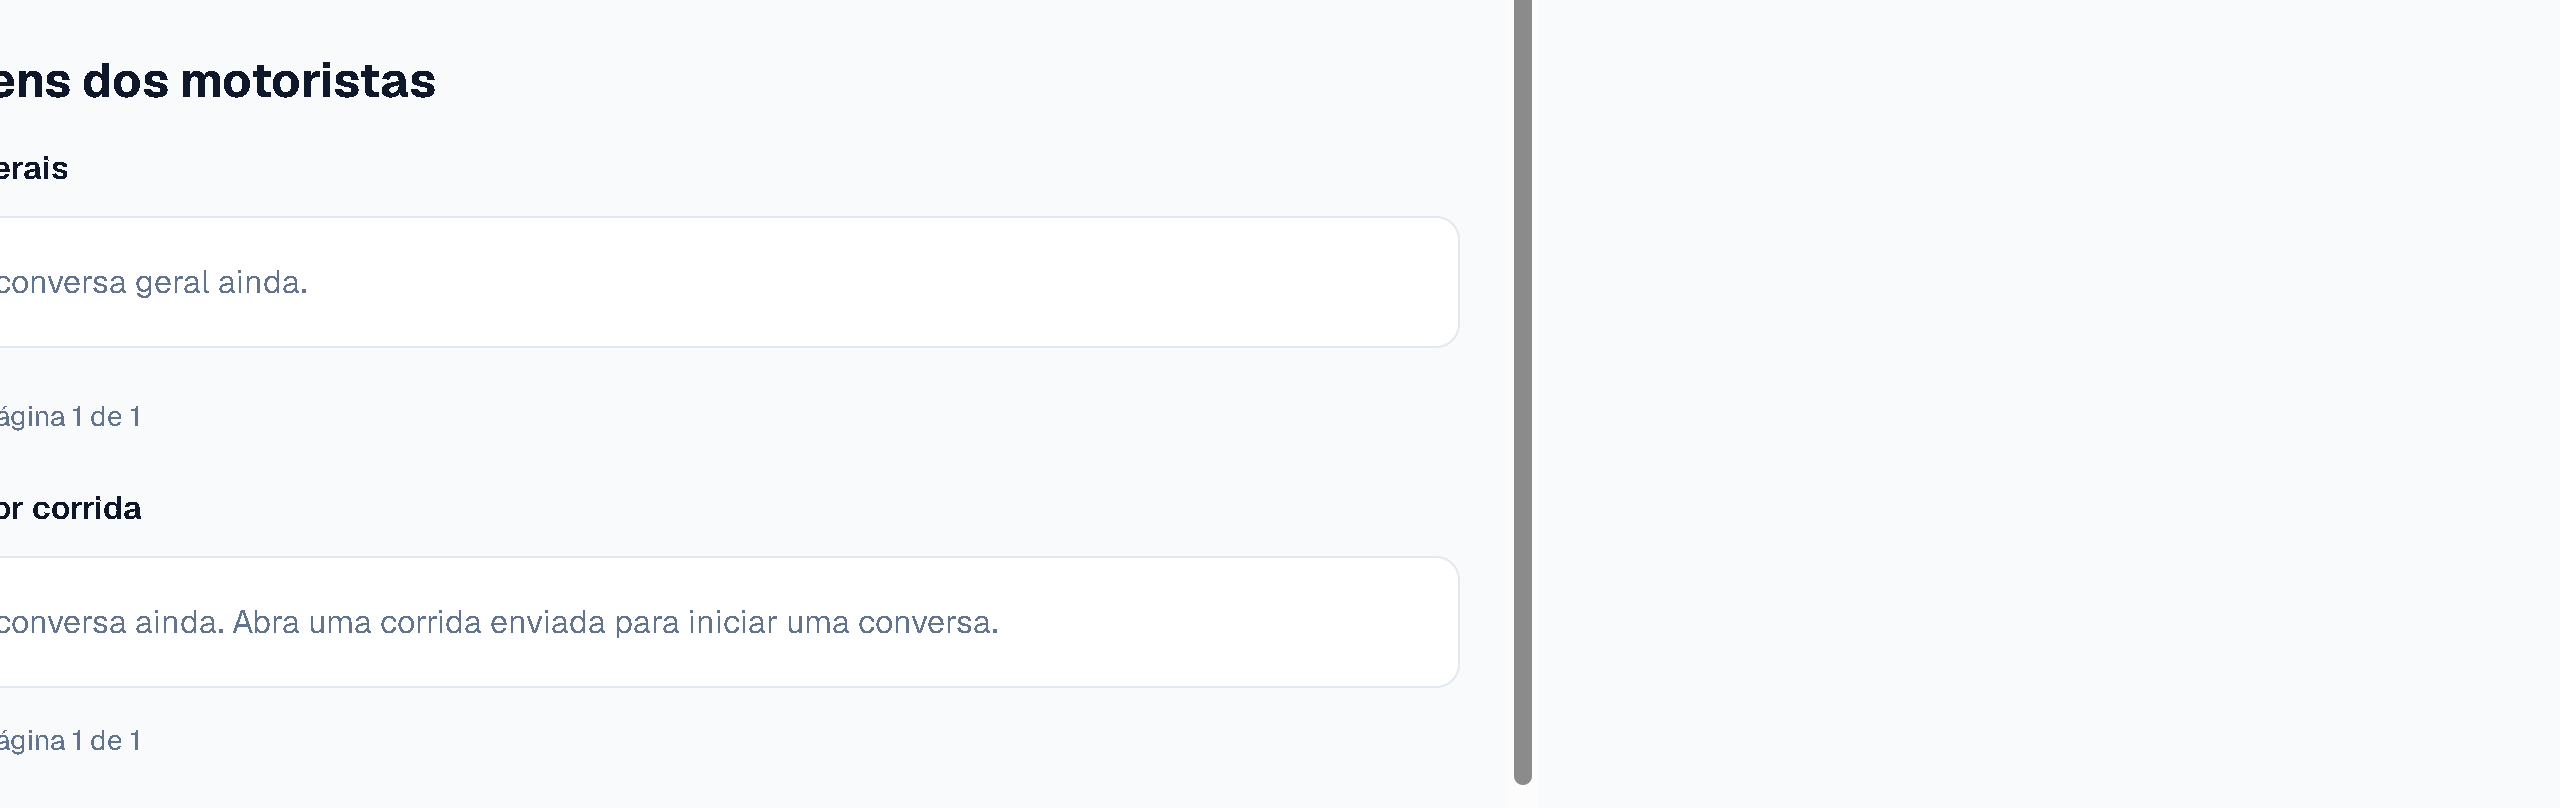 ens dos motoristas
erais
conversa geral ainda.
ágina 1 de 1
or corrida
conversa ainda. Abra uma corrida enviada para iniciar uma conversa.
ágina 1 de 1